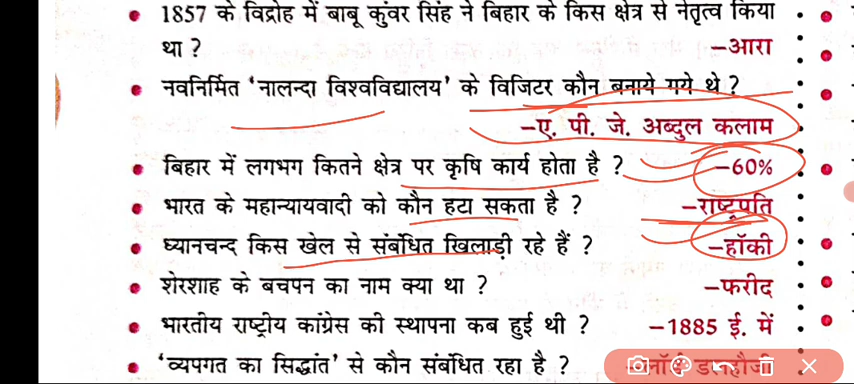 • 1857 के विद्रोह में बाबू कुंवर सिंह ने बिहार के किस क्षेत्र से नेतृत्व किया
था ? –आरा
• नवनिर्मित ‘नालन्दा विश्वविद्यालय’ के विजिटर कौन बनाये गये थे ?
–ए. पी. जे. अब्दुल कलाम
• बिहार में लगभग कितने क्षेत्र पर कृषि कार्य होता है ? –60%
• भारत के महान्यायवादी को कौन हटा सकता है ? –राष्ट्रपति
• ध्यानचन्द किस खेल से संबंधित खिलाड़ी रहे हैं ? –हॉकी
• शेरशाह के बचपन का नाम क्या था ? –फरीद
• भारतीय राष्ट्रीय कांग्रेस की स्थापना कब हुई थी ? –1885 ई. में
• ‘व्यपगत का सिद्धांत’ से कौन संबंधित रहा है ? –लॉर्ड डलहौजी